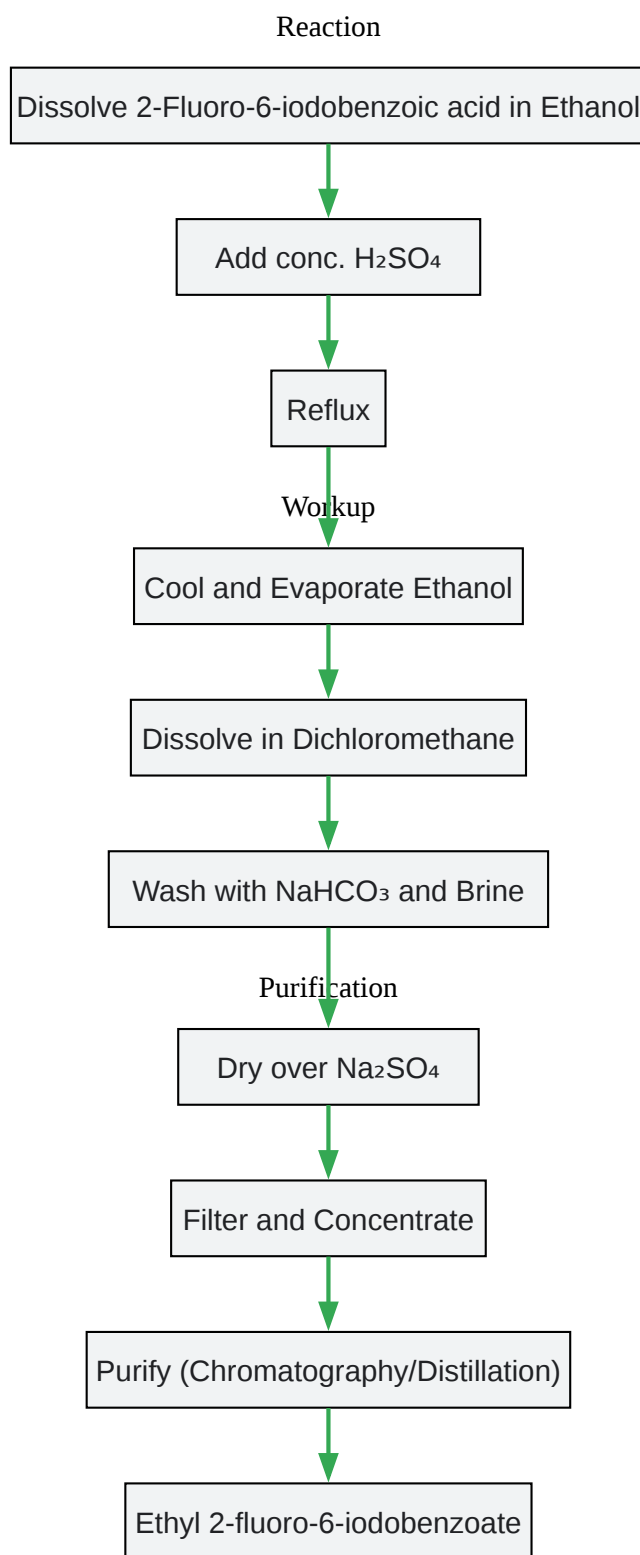 Reaction
Dissolve 2-Fluoro-6-iodobenzoic acid in Ethanol
Add conc. H₂SO₄
Reflux
Workup
Cool and Evaporate Ethanol
Dissolve in Dichloromethane
Wash with NaHCO₃ and Brine
Purification
Dry over Na₂SO₄
Filter and Concentrate
Purify (Chromatography/Distillation)
Ethyl 2-fluoro-6-iodobenzoate